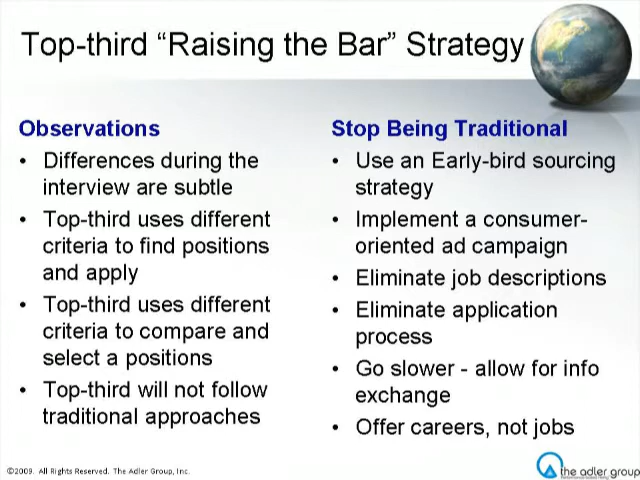 Top-third “Raising the Bar” Strategy
Observations
• Differences during the
interview are subtle
• Top-third uses different
criteria to find positions
and apply
• Top-third uses different
criteria to compare and
select a positions
• Top-third will not follow
traditional approaches
Stop Being Traditional
• Use an Early-bird sourcing
strategy
• Implement a consumer-
oriented ad campaign
• Eliminate job descriptions
• Eliminate application
process
• Go slower - allow for info
exchange
• Offer careers, not jobs
©2009. All Rights Reserved. The Adler Group, Inc.
the adler group